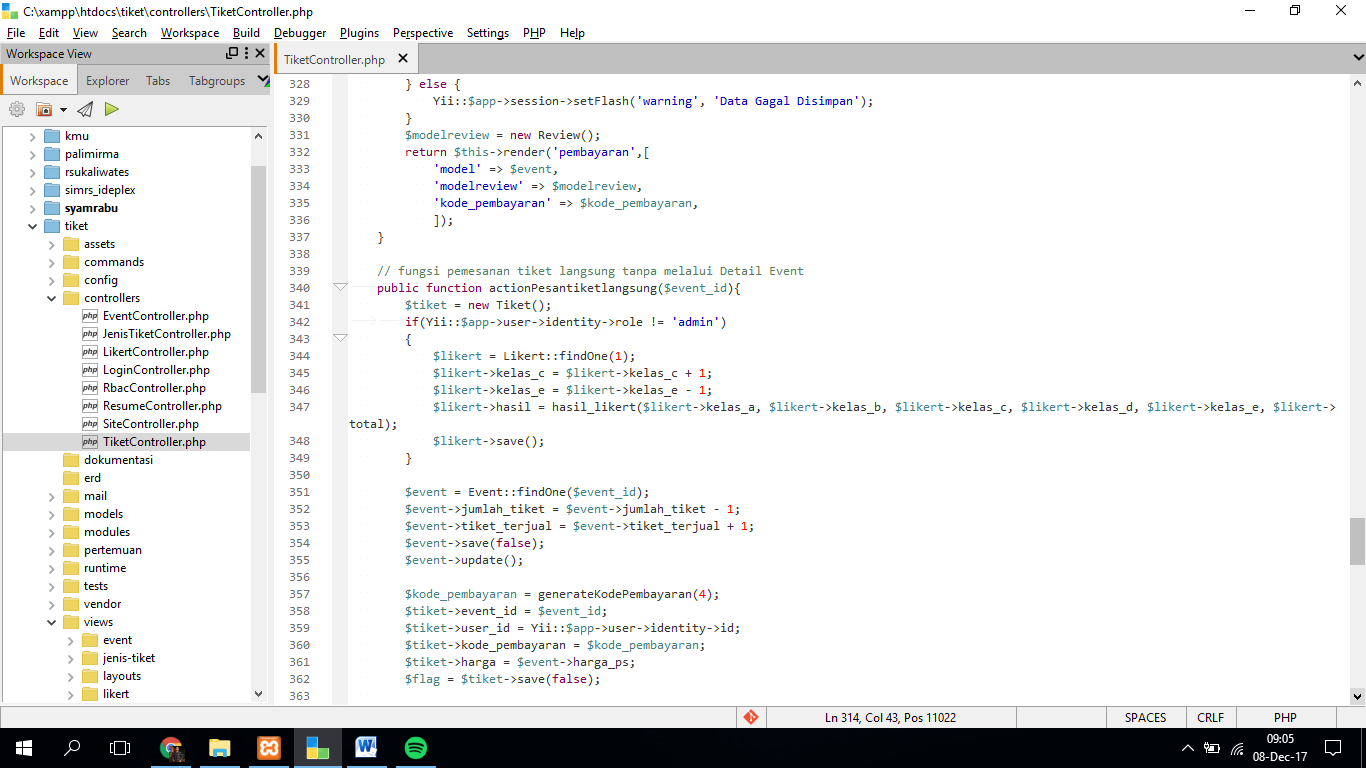 C:\xampp\htdocs\tiket\controllers\TiketController.php
File Edit View Search Workspace Build Debugger Plugins Perspective Settings PHP Help
Workspace View
TiketController.php
Workspace Explorer Tabs Tabgroups
kmu
palimirma
rsukaliwates
simrs_ideplex
syamrabu
tiket
assets
commands
config
controllers
php EventController.php
php JenisTiketController.php
php LikertController.php
php LoginController.php
php RbacController.php
php ResumeController.php
php SiteController.php
php TiketController.php
dokumentasi
erd
mail
models
modules
pertemuan
runtime
tests
vendor
views
event
jenis-tiket
layouts
likert
328 } else {
329 Yii::$app->session->setFlash('warning', 'Data Gagal Disimpan');
330 }
331 $modelreview = new Review();
332 return $this->render('pembayaran',[
333 'model' => $event,
334 'modelreview' => $modelreview,
335 'kode_pembayaran' => $kode_pembayaran,
336 ]);
337 }
338
339 // fungsi pemesanan tiket langsung tanpa melalui Detail Event
340 public function actionPesantiketlangsung($event_id){
341 $tiket = new Tiket();
342 if(Yii::$app->user->identity->role != 'admin')
343 {
344 $likert = Likert::findOne(1);
345 $likert->kelas_c = $likert->kelas_c + 1;
346 $likert->kelas_e = $likert->kelas_e - 1;
347 $likert->hasil = hasil_likert($likert->kelas_a, $likert->kelas_b, $likert->kelas_c, $likert->kelas_d, $likert->kelas_e, $likert->
total);
348 $likert->save();
349 }
350
351 $event = Event::findOne($event_id);
352 $event->jumlah_tiket = $event->jumlah_tiket - 1;
353 $event->tiket_terjual = $event->tiket_terjual + 1;
354 $event->save(false);
355 $event->update();
356
357 $kode_pembayaran = generateKodePembayaran(4);
358 $tiket->event_id = $event_id;
359 $tiket->user_id = Yii::$app->user->identity->id;
360 $tiket->kode_pembayaran = $kode_pembayaran;
361 $tiket->harga = $event->harga_ps;
362 $flag = $tiket->save(false);
363
Ln 314, Col 43, Pos 11022 SPACES CRLF PHP
09:05
08-Dec-17